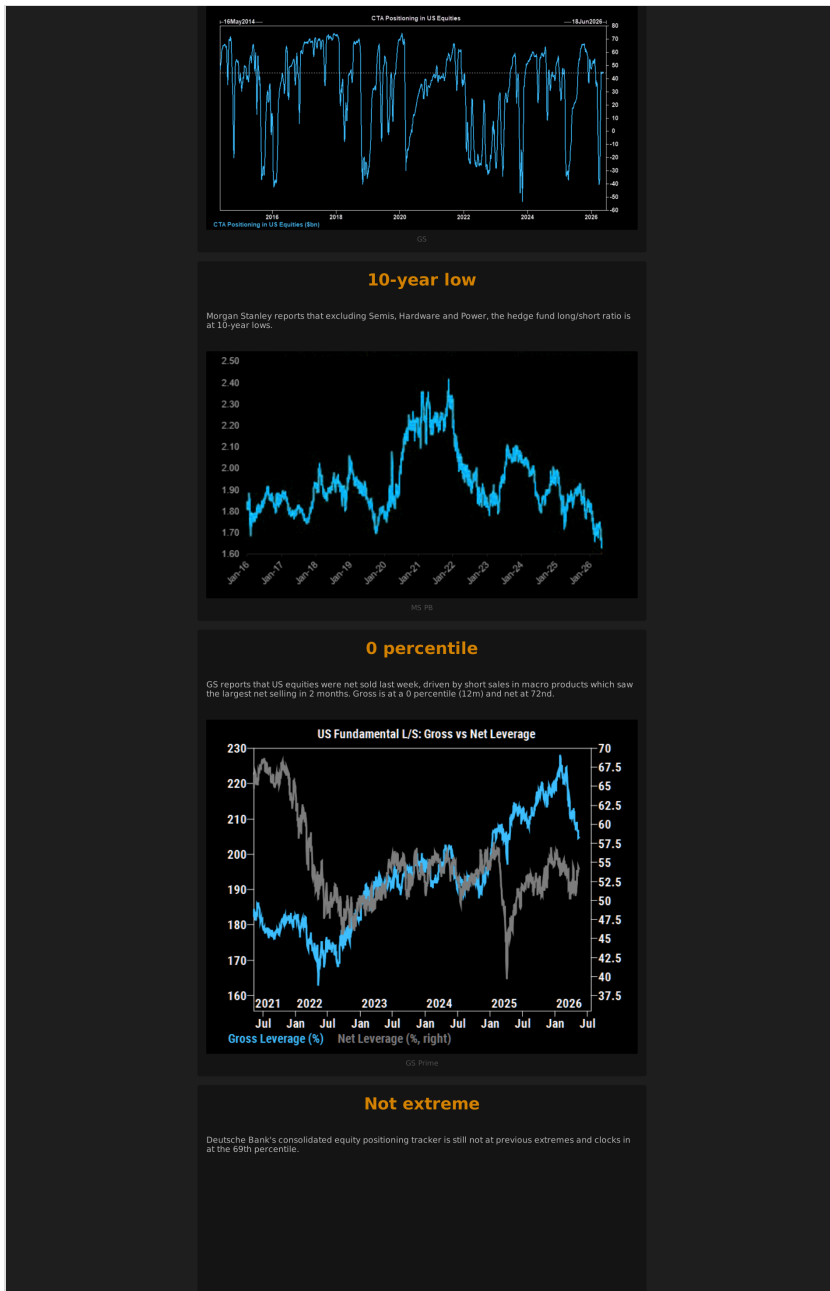 16May2014
CTA Positioning in US Equities
18Jun2026
80
70
60
50
40
30
20
10
0
-10
-20
-30
-40
-50
-60
2016
2018
2020
2022
2024
2026
CTA Positioning in US Equities ($bn)
GS
10-year low
Morgan Stanley reports that excluding Semis, Hardware and Power, the hedge fund long/short ratio is
at 10-year lows.
2.50
2.40
2.30
2.20
2.10
2.00
1.90
1.80
1.70
1.60
Jan-16
Jan-17
Jan-18
Jan-19
Jan-20
Jan-21
Jan-22
Jan-23
Jan-24
Jan-25
Jan-26
MS PB
0 percentile
GS reports that US equities were net sold last week, driven by short sales in macro products which saw
the largest net selling in 2 months. Gross is at a 0 percentile (12m) and net at 72nd.
US Fundamental L/S: Gross vs Net Leverage
230
220
210
200
190
180
170
160
70
67.5
65
62.5
60
57.5
55
52.5
50
47.5
45
42.5
40
37.5
2021 2022 2023 2024 2025 2026
Jul Jan Jul Jan Jul Jan Jul Jan Jul Jan Jul
Gross Leverage (%) Net Leverage (%, right)
GS Prime
Not extreme
Deutsche Bank's consolidated equity positioning tracker is still not at previous extremes and clocks in
at the 69th percentile.